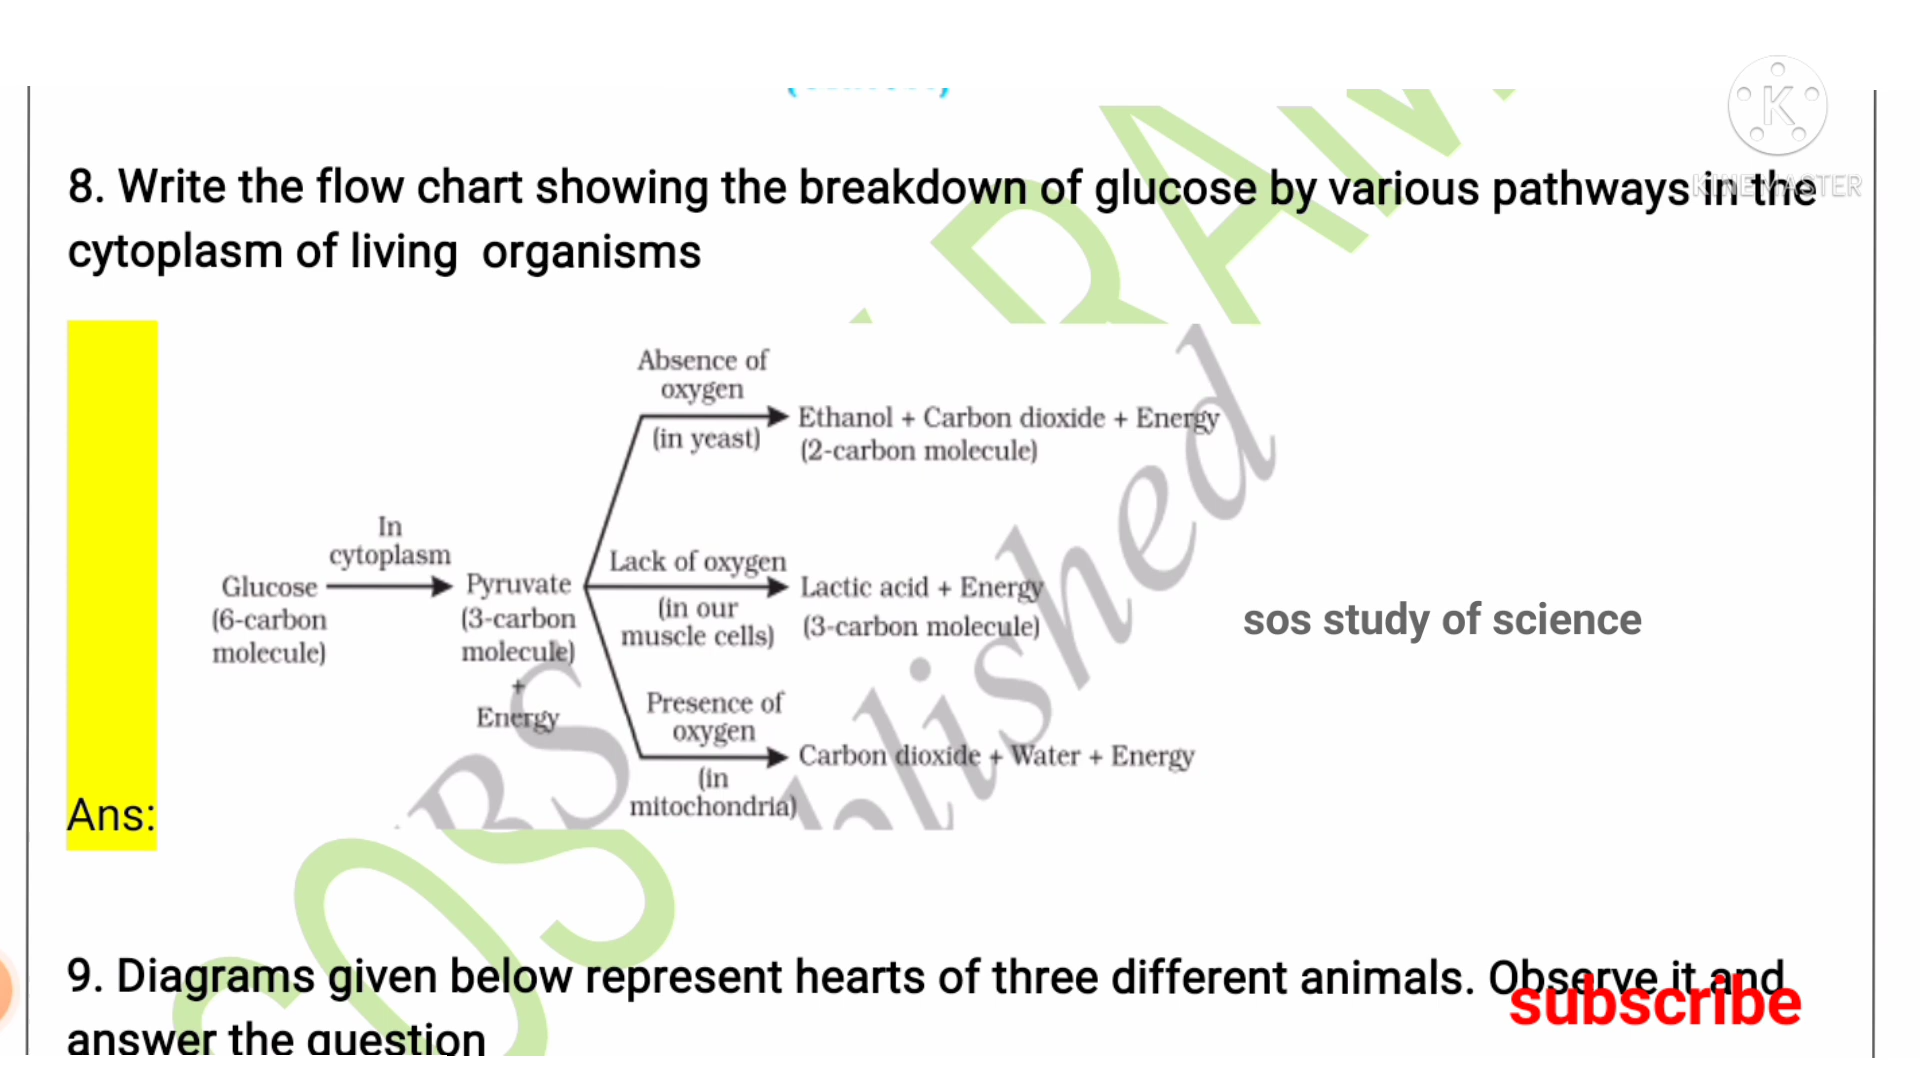 K
KINEMASTER
8. Write the flow chart showing the breakdown of glucose by various pathways in the
cytoplasm of living organisms
Absence of
oxygen
(in yeast)
Ethanol + Carbon dioxide + Energy
(2-carbon molecule)
In
cytoplasm
Glucose
(6-carbon
molecule)
Pyruvate
(3-carbon
molecule)
+
Energy
Lack of oxygen
(in our
muscle cells)
Lactic acid + Energy
(3-carbon molecule)
Presence of
oxygen
(in
mitochondria)
Carbon dioxide + Water + Energy
sos study of science
Ans:
9. Diagrams given below represent hearts of three different animals. Observe it and
subscribe
answer the question